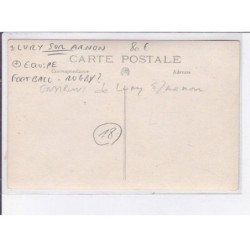 LURY SUR ARNON 80 F
CARTE POSTALE
+ EQUIPE
Correspondance Adresse
FOOTBALL - RUGBY ?
environs de Lury s/Arnon
18